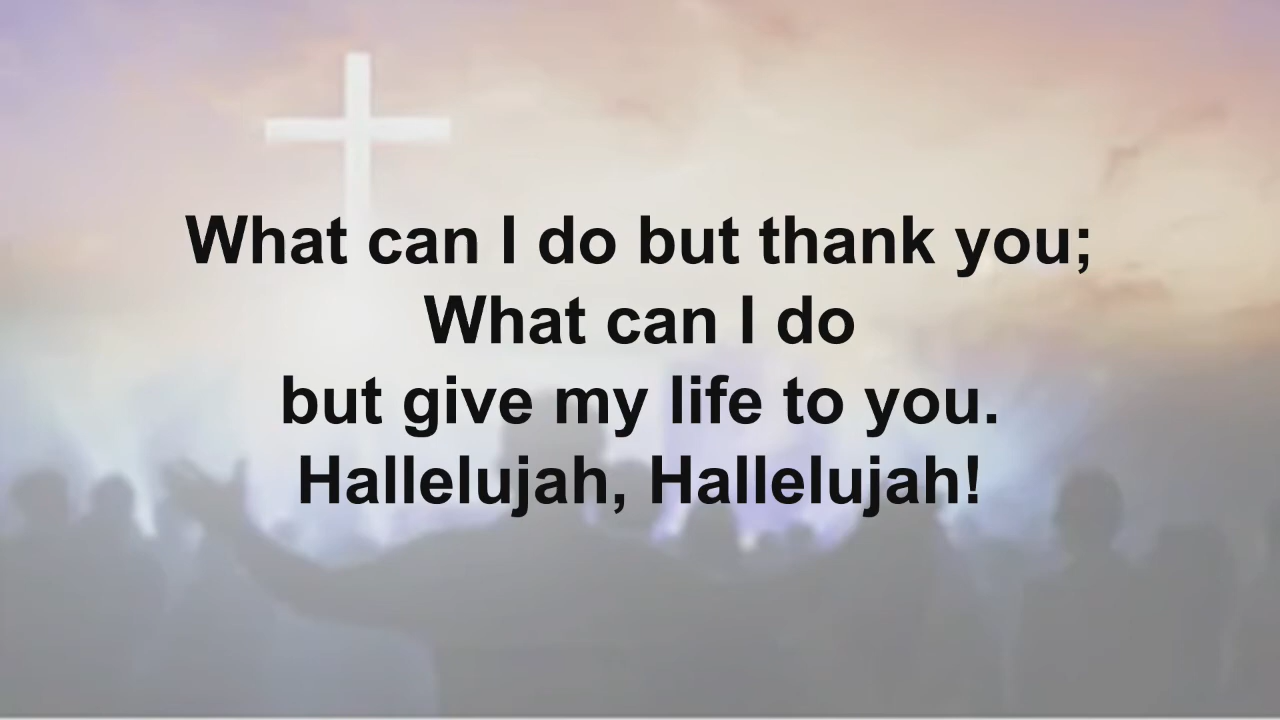 What can I do but thank you;
What can I do
but give my life to you.
Hallelujah, Hallelujah!